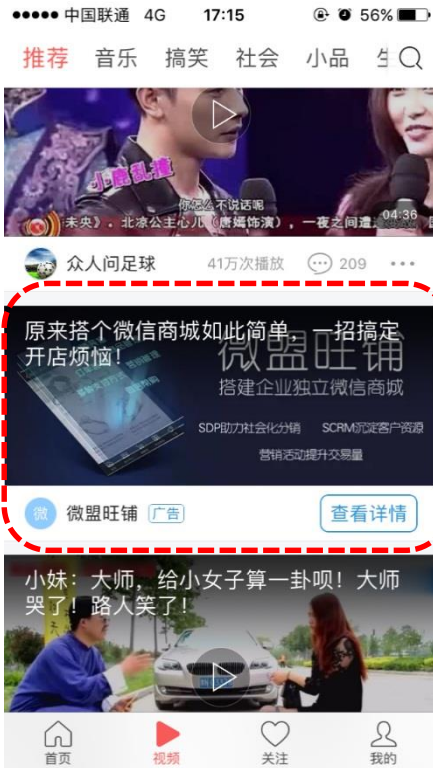 中国联通 4G 17:15 56%
推荐 音乐 搞笑 社会 小品
小鹿乱撞
你怎么不说话呢
未央》。北凉公主心儿(唐嫣饰演),一夜之间遭
04:36
众人问足球 41万次播放 209
原来搭个微信商城如此简单,一招搞定
开店烦恼!
微盟旺铺
搭建企业独立微信商城
SDP助力社会化分销 SCRM沉淀客户资源
营销活动提升交易量
微 微盟旺铺 广告 查看详情
小妹:大师,给小女子算一卦呗!大师
哭了!路人笑了!
首页 视频 关注 我的